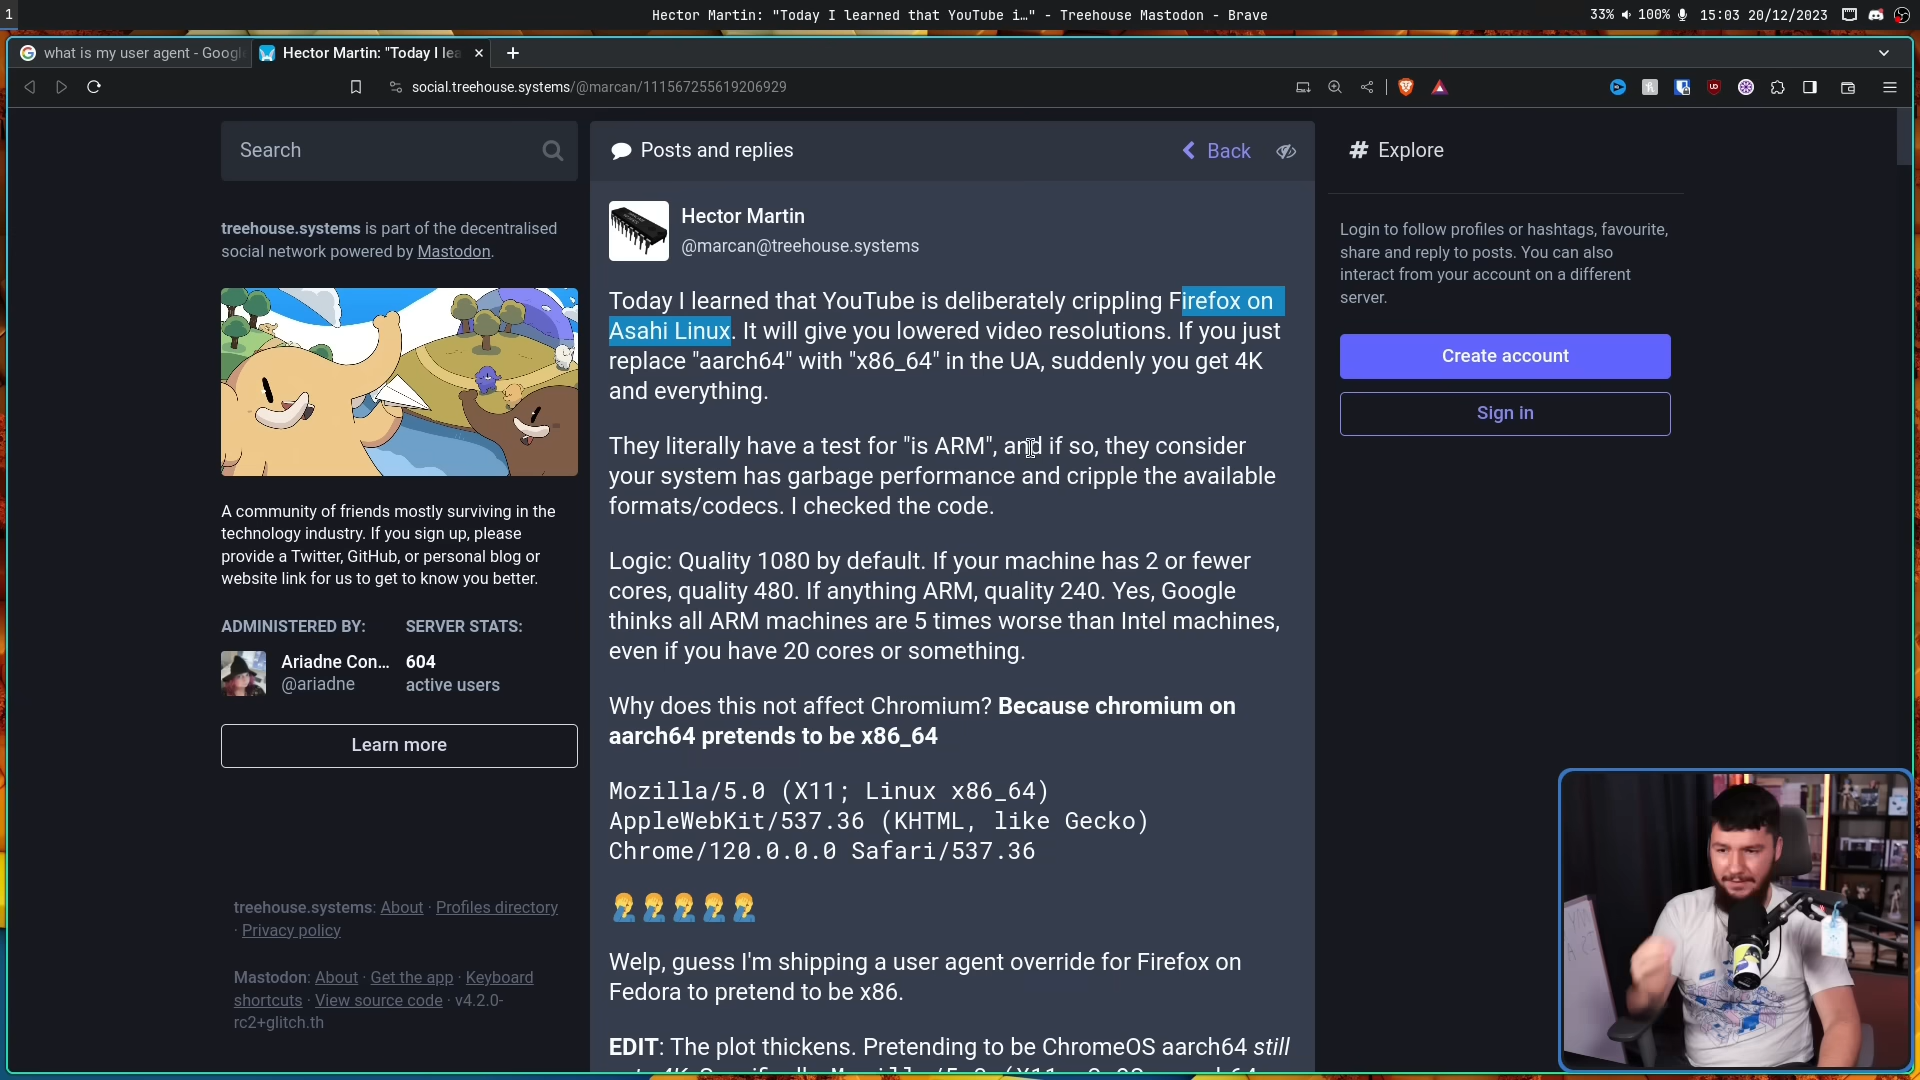 1
Hector Martin: "Today I learned that YouTube i…" - Treehouse Mastodon - Brave
33% 100% 15:03 20/12/2023
what is my user agent - Googl
Hector Martin: "Today I lea
social.treehouse.systems/@marcan/111567255619206929
Search
treehouse.systems is part of the decentralised
social network powered by Mastodon.
A community of friends mostly surviving in the
technology industry. If you sign up, please
provide a Twitter, GitHub, or personal blog or
website link for us to get to know you better.
ADMINISTERED BY:
Ariadne Con…
@ariadne
SERVER STATS:
604
active users
Learn more
treehouse.systems: About · Profiles directory
· Privacy policy
Mastodon: About · Get the app · Keyboard
shortcuts · View source code · v4.2.0-
rc2+glitch.th
Posts and replies
Back
Hector Martin
@marcan@treehouse.systems
Today I learned that YouTube is deliberately crippling Firefox on
Asahi Linux. It will give you lowered video resolutions. If you just
replace "aarch64" with "x86_64" in the UA, suddenly you get 4K
and everything.
They literally have a test for "is ARM", and if so, they consider
your system has garbage performance and cripple the available
formats/codecs. I checked the code.
Logic: Quality 1080 by default. If your machine has 2 or fewer
cores, quality 480. If anything ARM, quality 240. Yes, Google
thinks all ARM machines are 5 times worse than Intel machines,
even if you have 20 cores or something.
Why does this not affect Chromium? Because chromium on
aarch64 pretends to be x86_64
Mozilla/5.0 (X11; Linux x86_64)
AppleWebKit/537.36 (KHTML, like Gecko)
Chrome/120.0.0.0 Safari/537.36
🤦🤦🤦🤦🤦
Welp, guess I'm shipping a user agent override for Firefox on
Fedora to pretend to be x86.
EDIT: The plot thickens. Pretending to be ChromeOS aarch64 still
# Explore
Login to follow profiles or hashtags, favourite,
share and reply to posts. You can also
interact from your account on a different
server.
Create account
Sign in